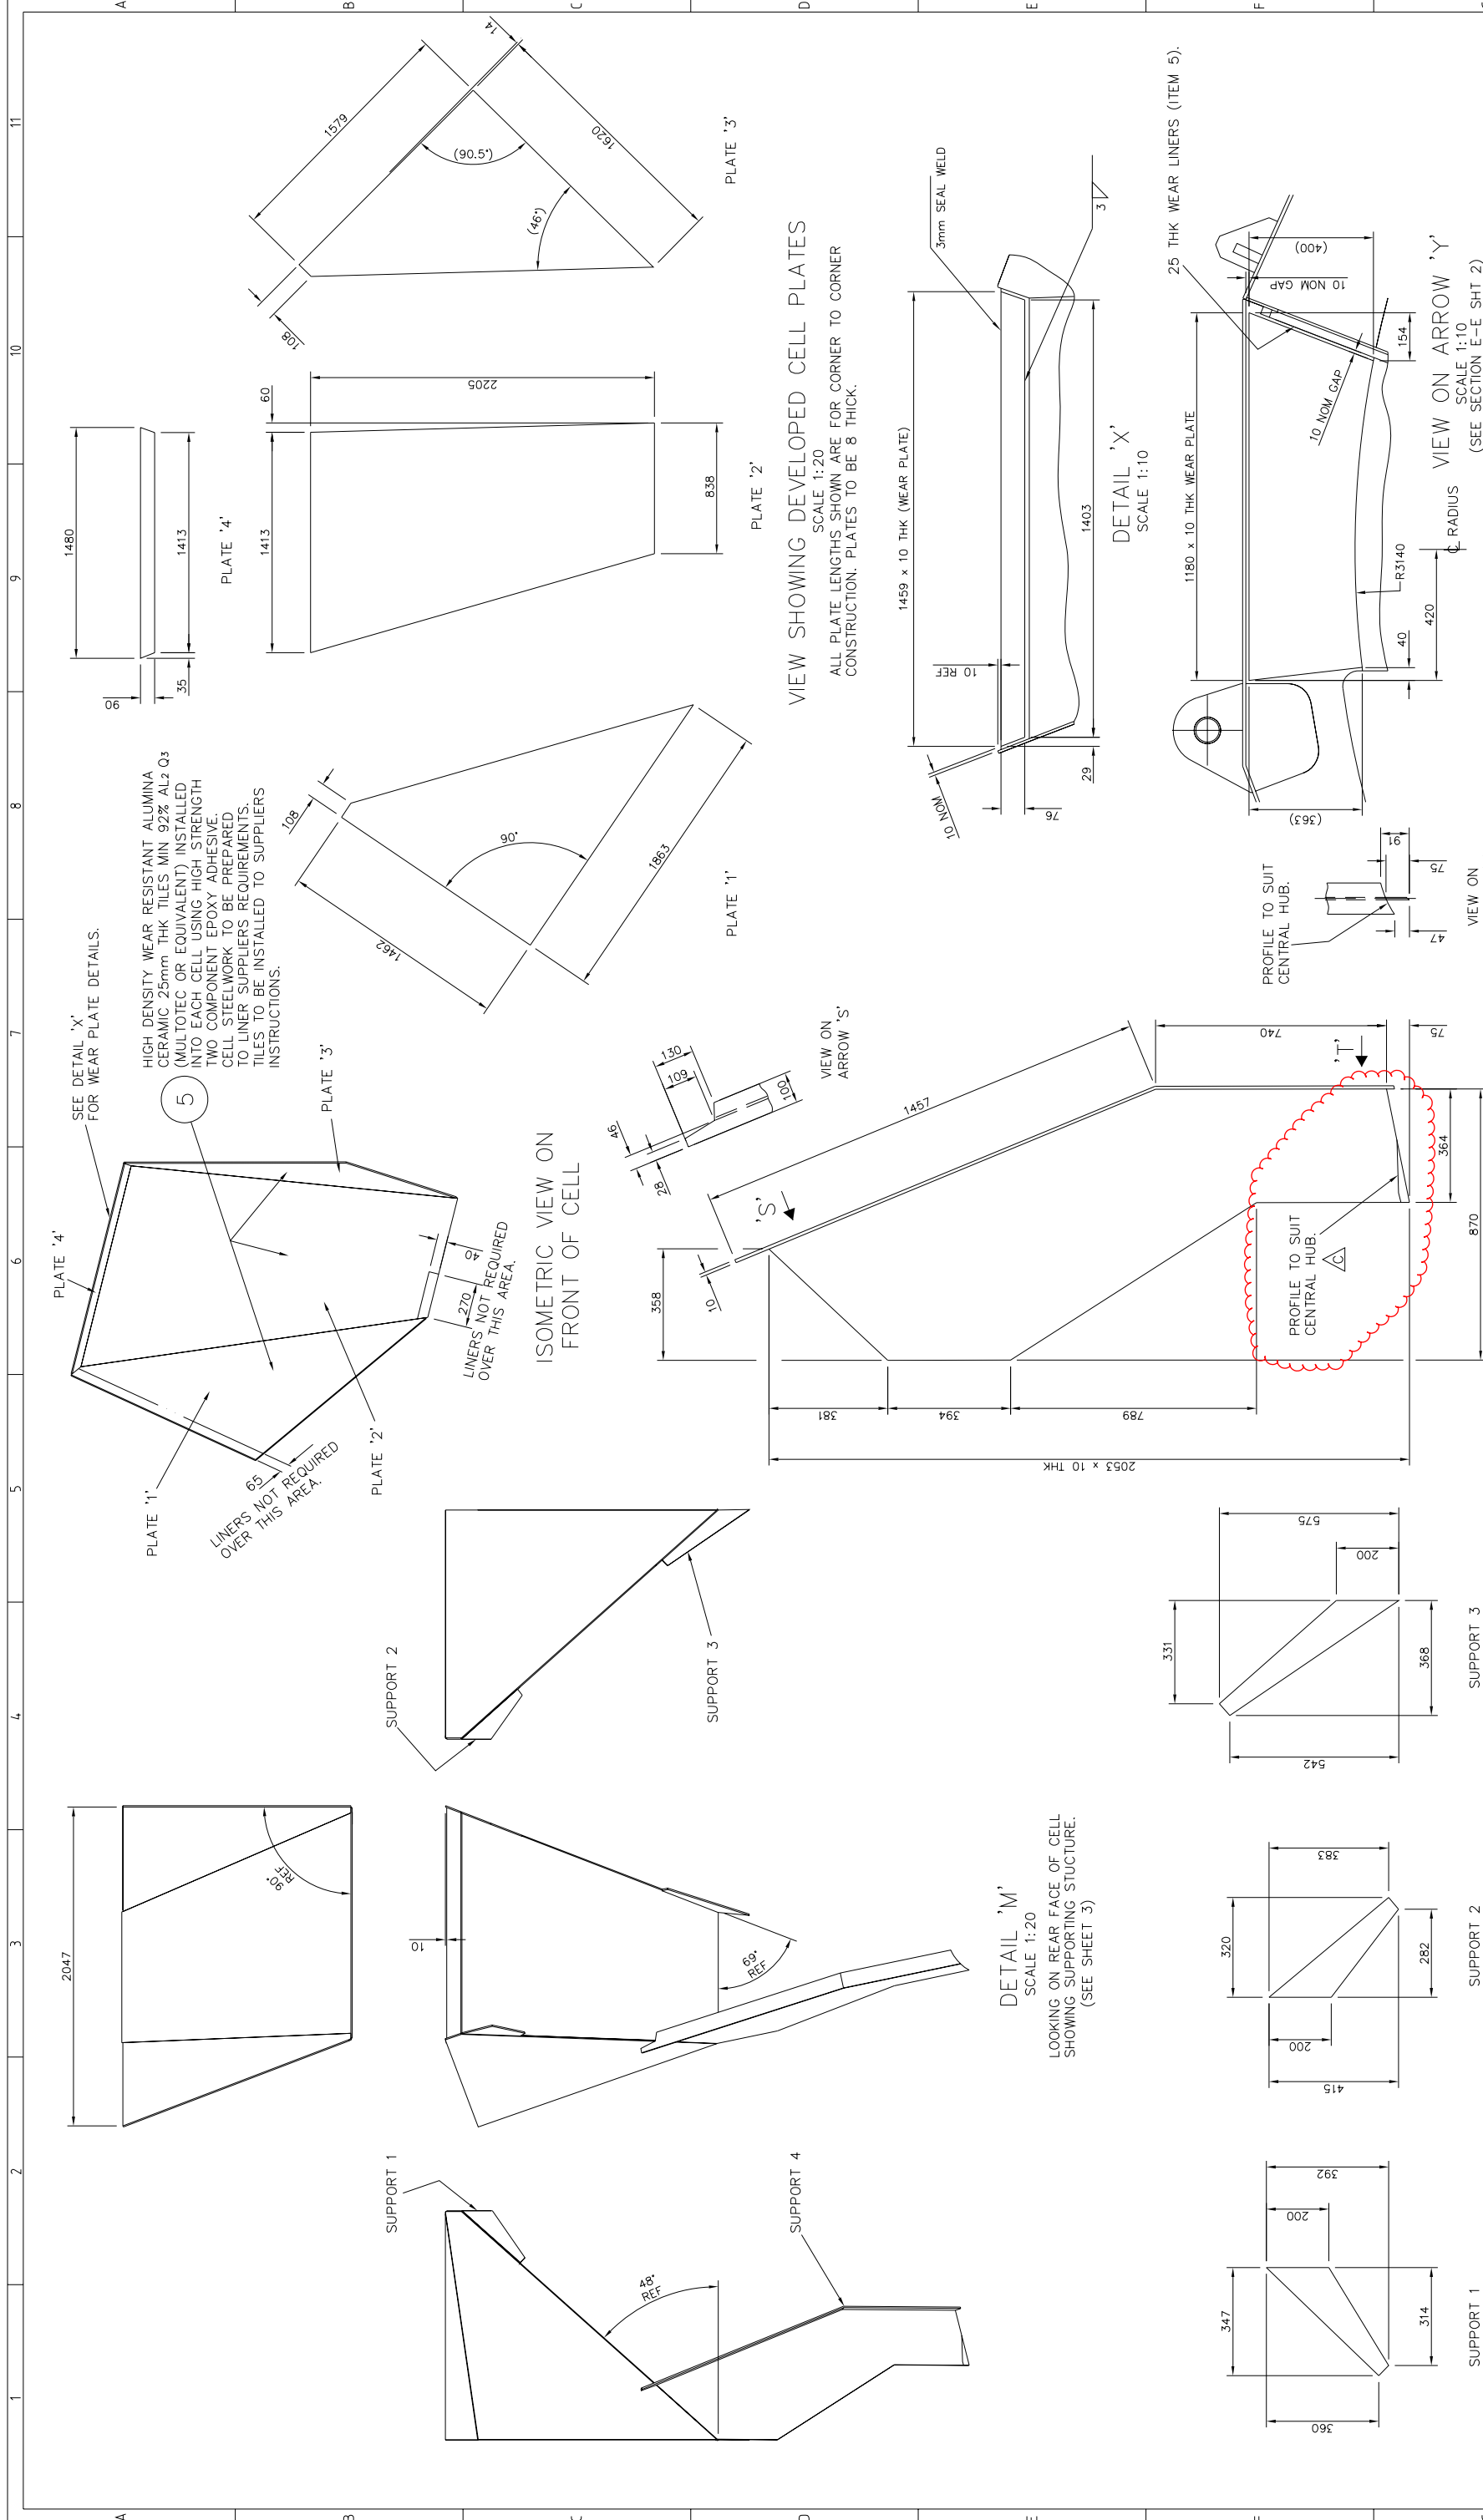 1
2
3
4
5
6
7
8
9
10
11
A
B
C
D
E
F
A
B
C
D
E
F
2047
90°
REF
SUPPORT 1
48°
REF
SUPPORT 4
10
69°
REF
SUPPORT 2
SUPPORT 3
DETAIL 'M'
SCALE 1:20
LOOKING ON REAR FACE OF CELL
SHOWING SUPPORTING STUCTURE.
(SEE SHEET 3)
347
392
200
314
360
SUPPORT 1
320
383
200
282
415
SUPPORT 2
331
575
200
368
542
SUPPORT 3
PLATE '4'
SEE DETAIL 'X'
FOR WEAR PLATE DETAILS.
5
HIGH DENSITY WEAR RESISTANT ALUMINA
CERAMIC 25mm THK TILES MIN 92% AL2 O3
(MULTOTEC OR EQUIVALENT) INSTALLED
INTO EACH CELL USING HIGH STRENGTH
TWO COMPONENT EPOXY ADHESIVE.
CELL STEELWORK TO BE PREPARED
TO LINER SUPPLIERS REQUIREMENTS.
TILES TO BE INSTALLED TO SUPPLIERS
INSTRUCTIONS.
PLATE '1'
65
LINERS NOT REQUIRED
OVER THIS AREA.
PLATE '2'
PLATE '3'
40
270
LINERS NOT REQUIRED
OVER THIS AREA.
ISOMETRIC VIEW ON
FRONT OF CELL
358
10
'S'
1457
28
46
109
130
100
VIEW ON
ARROW 'S'
381
394
789
2053 x 10 THK
740
75
'T'
364
870
PROFILE TO SUIT
CENTRAL HUB.
C
PROFILE TO SUIT
CENTRAL HUB.
91
75
47
VIEW ON
1462
108
90°
1863
PLATE '1'
1480
90
35
1413
PLATE '4'
1413
60
2205
838
PLATE '2'
108
1579
14
(90.5°)
(46°)
1620
PLATE '3'
VIEW SHOWING DEVELOPED CELL PLATES
SCALE 1:20
ALL PLATE LENGTHS SHOWN ARE FOR CORNER TO CORNER
CONSTRUCTION. PLATES TO BE 8 THICK.
1459 x 10 THK (WEAR PLATE)
3mm SEAL WELD
10 REF
10 NOM
76
29
1403
3
DETAIL 'X'
SCALE 1:10
1180 x 10 THK WEAR PLATE
25 THK WEAR LINERS (ITEM 5).
10 NOM GAP
(400)
154
10 NOM GAP
(363)
R3140
40
420
℄ RADIUS
VIEW ON ARROW 'Y'
SCALE 1:10
(SEE SECTION E-E SHT 2)